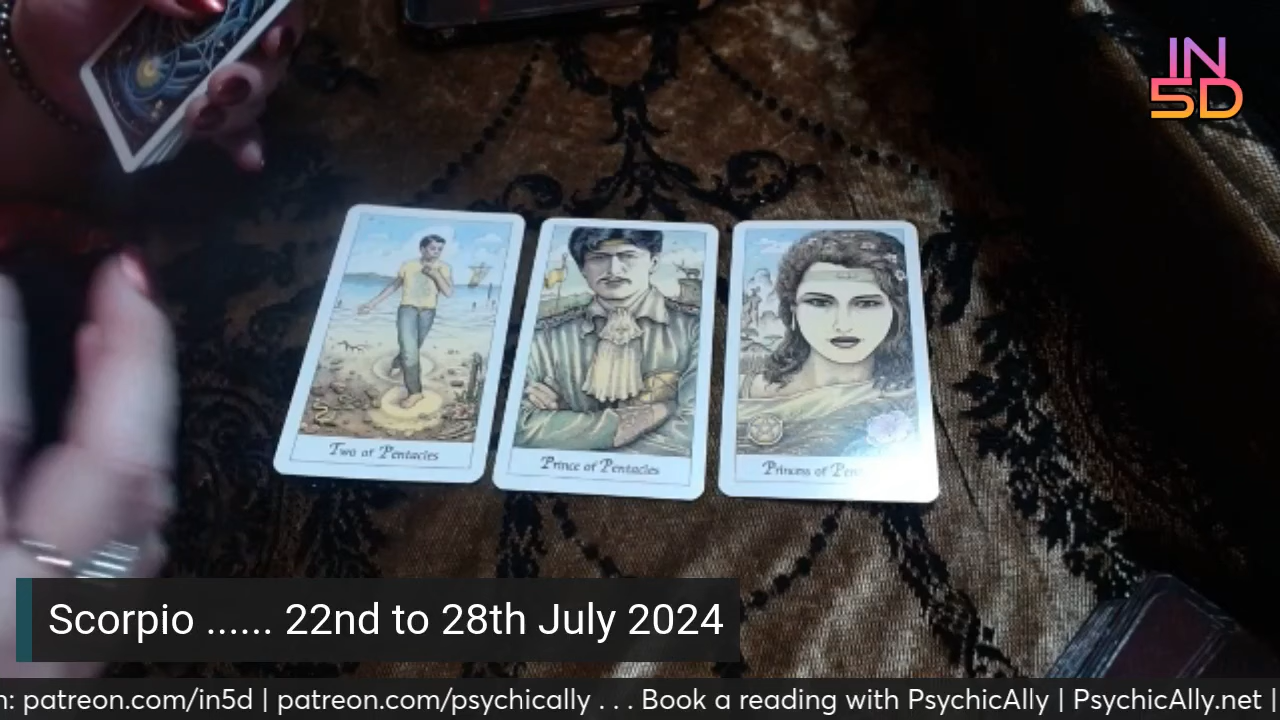 IN
5D
Two of Pentacles
Prince of Pentacles
Princess of
Scorpio ...... 22nd to 28th July 2024
patreon.com/in5d | patreon.com/psychically . . . Book a reading with PsychicAlly | PsychicAlly.net |